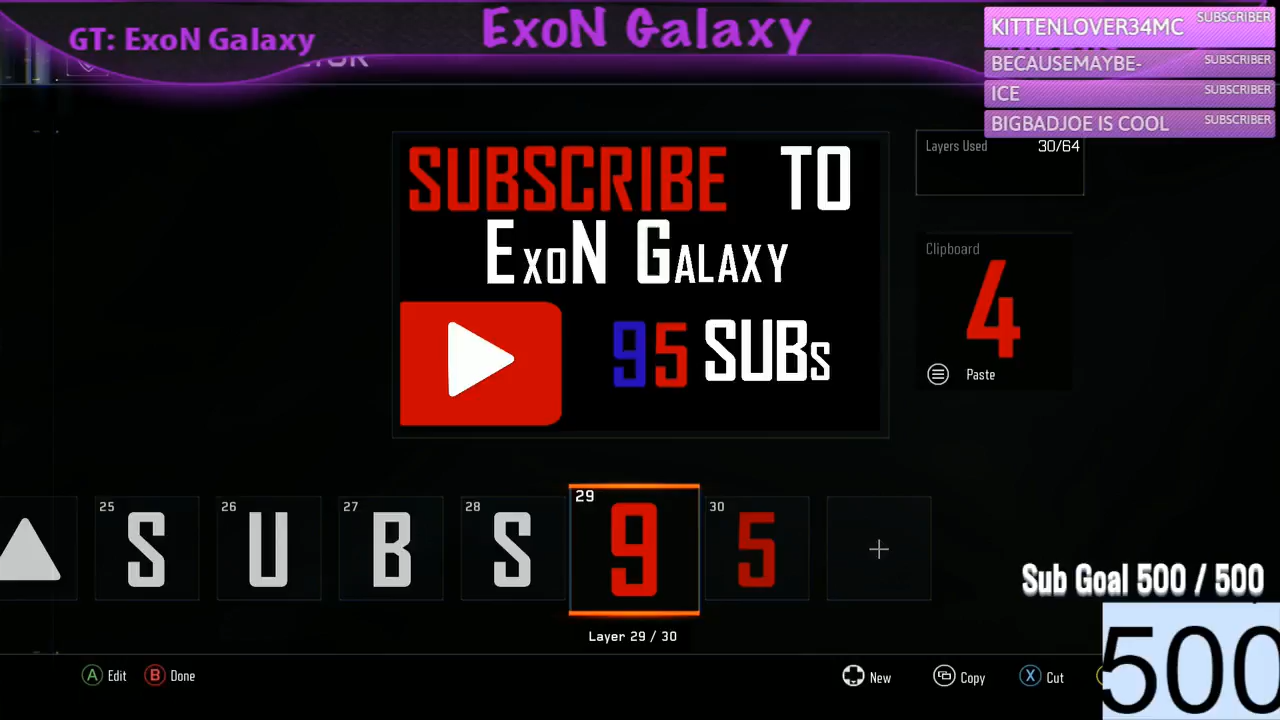 ExoN Galaxy
GT: ExoN Galaxy
KITTENLOVER34MC SUBSCRIBER
BECAUSEMAYBE- SUBSCRIBER
ICE SUBSCRIBER
BIGBADJOE IS COOL SUBSCRIBER
SUBSCRIBE TO
ExoN Galaxy
95 SUBs
Layers Used 30/64
Clipboard
4
Paste
25 S
26 U
27 B
28 S
29 9
30 5
+
Layer 29 / 30
Sub Goal 500 / 500
500
A Edit B Done
New Copy X Cut